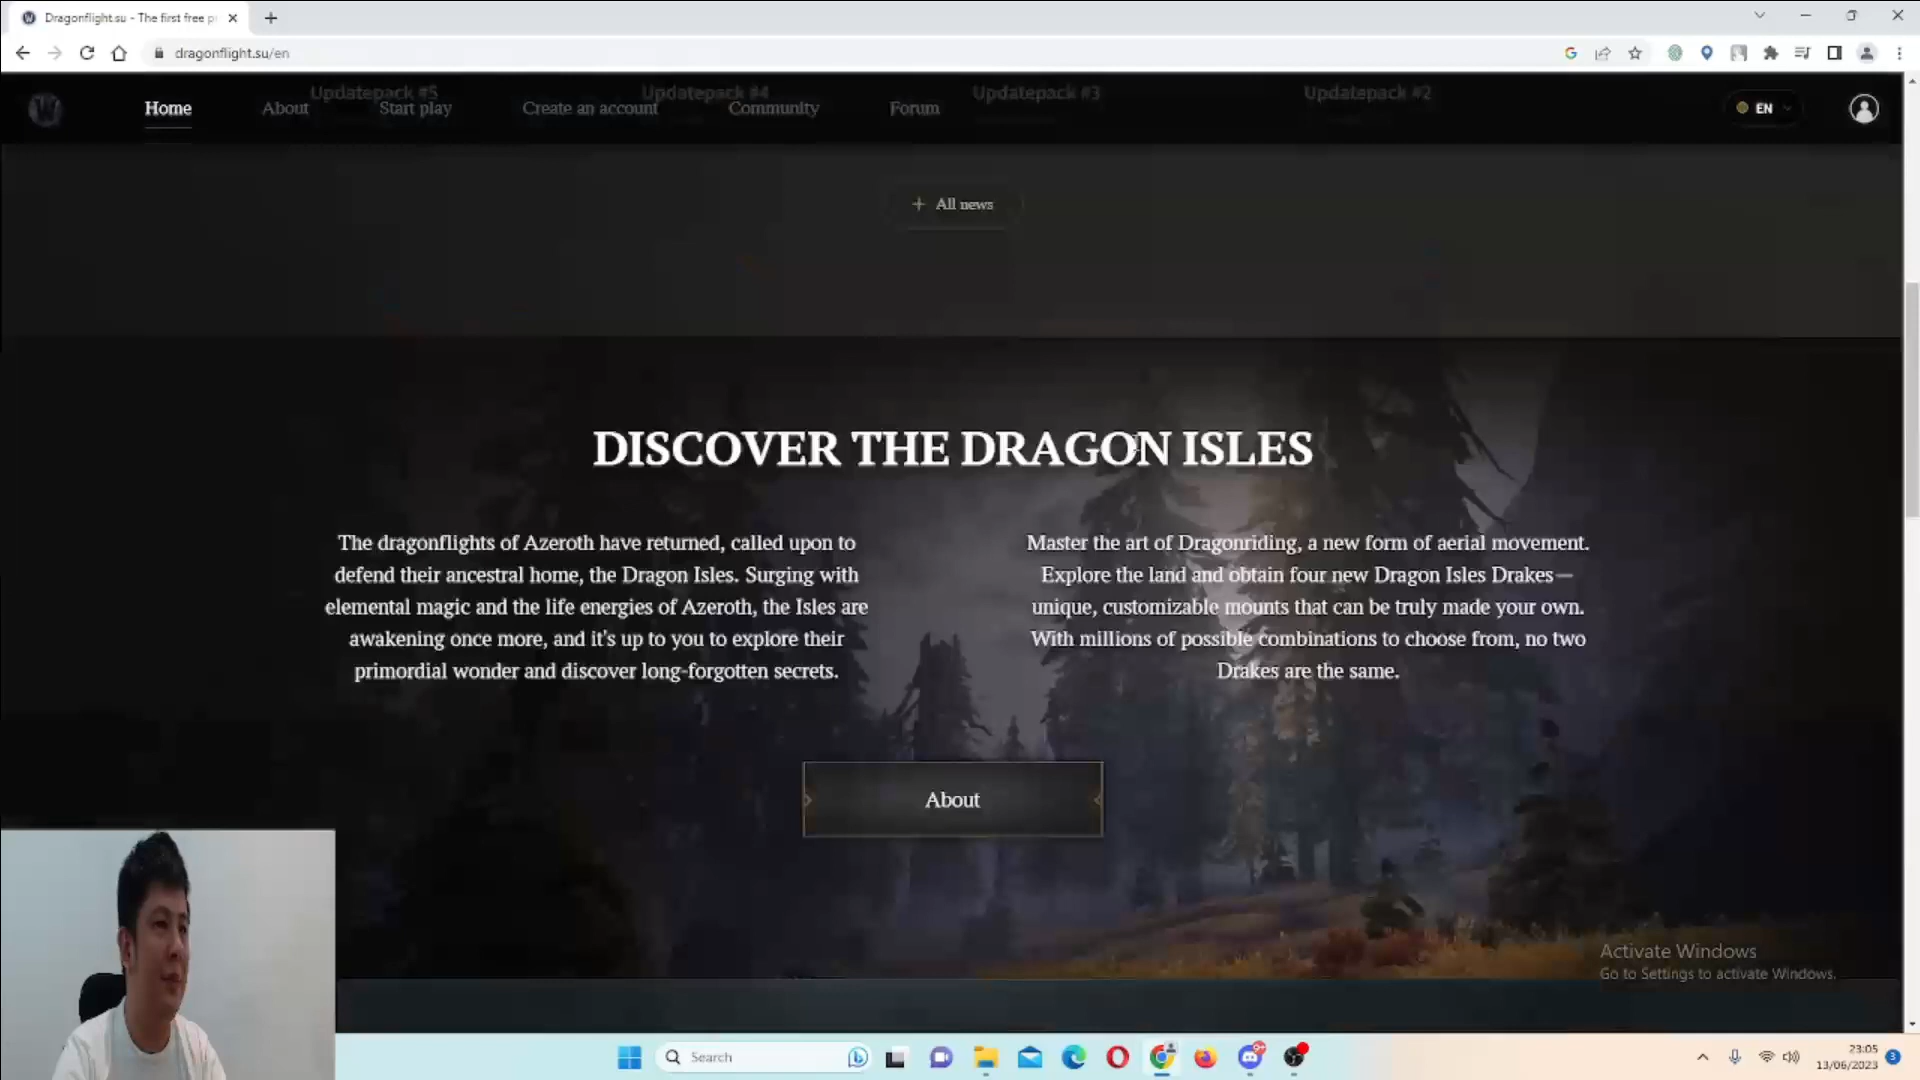 Dragonflight.su - The first free p
dragonflight.su/en
Updatepack #5
Updatepack #4
Updatepack #3
Updatepack #2
Home
About
Start play
Create an account
Community
Forum
EN
All news
DISCOVER THE DRAGON ISLES
The dragonflights of Azeroth have returned, called upon to
defend their ancestral home, the Dragon Isles. Surging with
elemental magic and the life energies of Azeroth, the Isles are
awakening once more, and it's up to you to explore their
primordial wonder and discover long-forgotten secrets.
Master the art of Dragonriding, a new form of aerial movement.
Explore the land and obtain four new Dragon Isles Drakes—
unique, customizable mounts that can be truly made your own.
With millions of possible combinations to choose from, no two
Drakes are the same.
About
Activate Windows
Go to Settings to activate Windows.
Search
23:05
13/06/2023
3